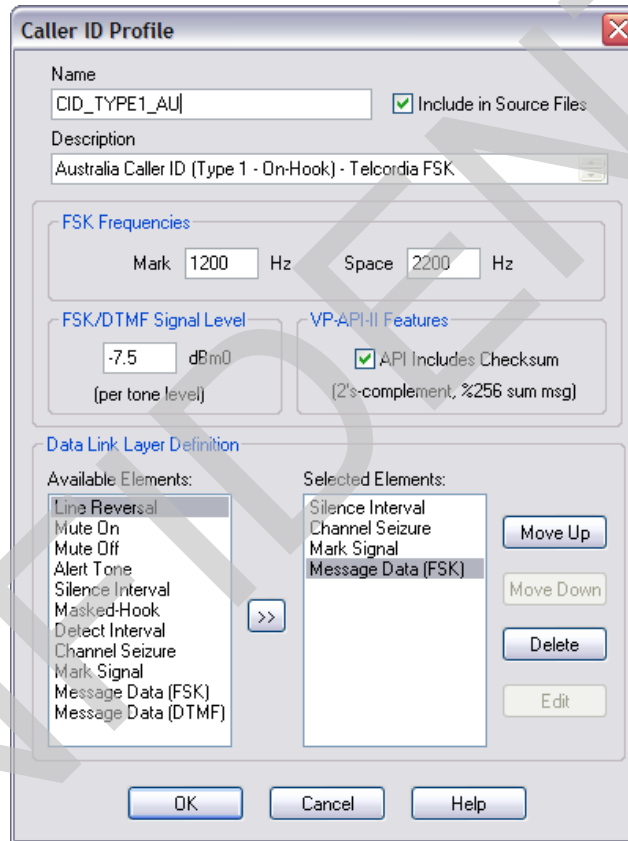 Caller ID Profile
Name
CID_TYPE1_AU
Include in Source Files
Description
Australia Caller ID (Type 1 - On-Hook) - Telcordia FSK
FSK Frequencies
Mark 1200 Hz Space 2200 Hz
FSK/DTMF Signal Level
-7.5 dBm0
(per tone level)
VP-API-II Features
API Includes Checksum
(2's-complement, %256 sum msg)
Data Link Layer Definition
Available Elements:
Line Reversal
Mute On
Mute Off
Alert Tone
Silence Interval
Masked-Hook
Detect Interval
Channel Seizure
Mark Signal
Message Data (FSK)
Message Data (DTMF)
>>
Selected Elements:
Silence Interval
Channel Seizure
Mark Signal
Message Data (FSK)
Move Up
Move Down
Delete
Edit
OK Cancel Help
NFIDEN